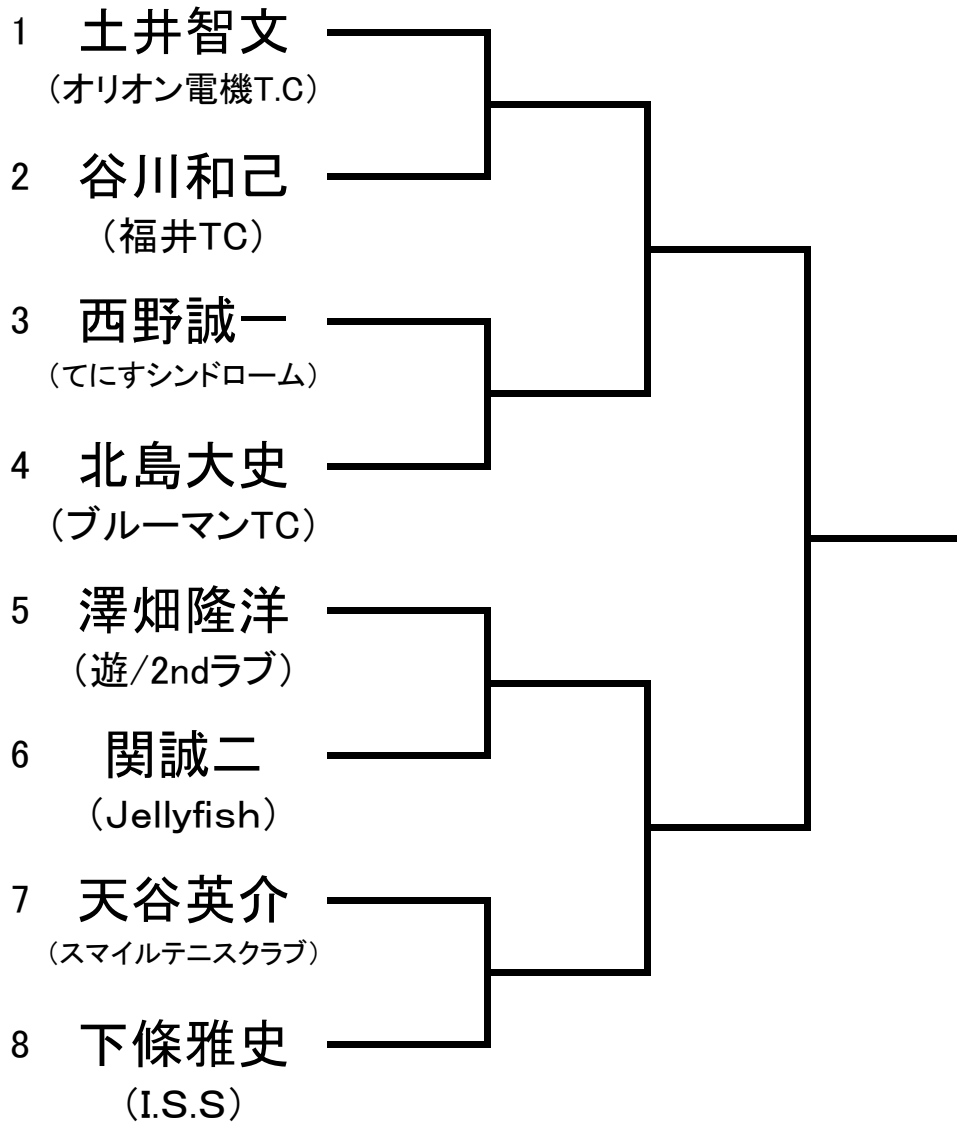 1 土井智文
（オリオン電機T.C）
2 谷川和己
（福井TC）
3 西野誠一
（てにすシンドローム）
4 北島大史
（ブルーマンTC）
5 澤畑隆洋
（遊/2ndラブ）
6 関誠二
（Jellyfish）
7 天谷英介
（スマイルテニスクラブ）
8 下條雅史
（I.S.S）